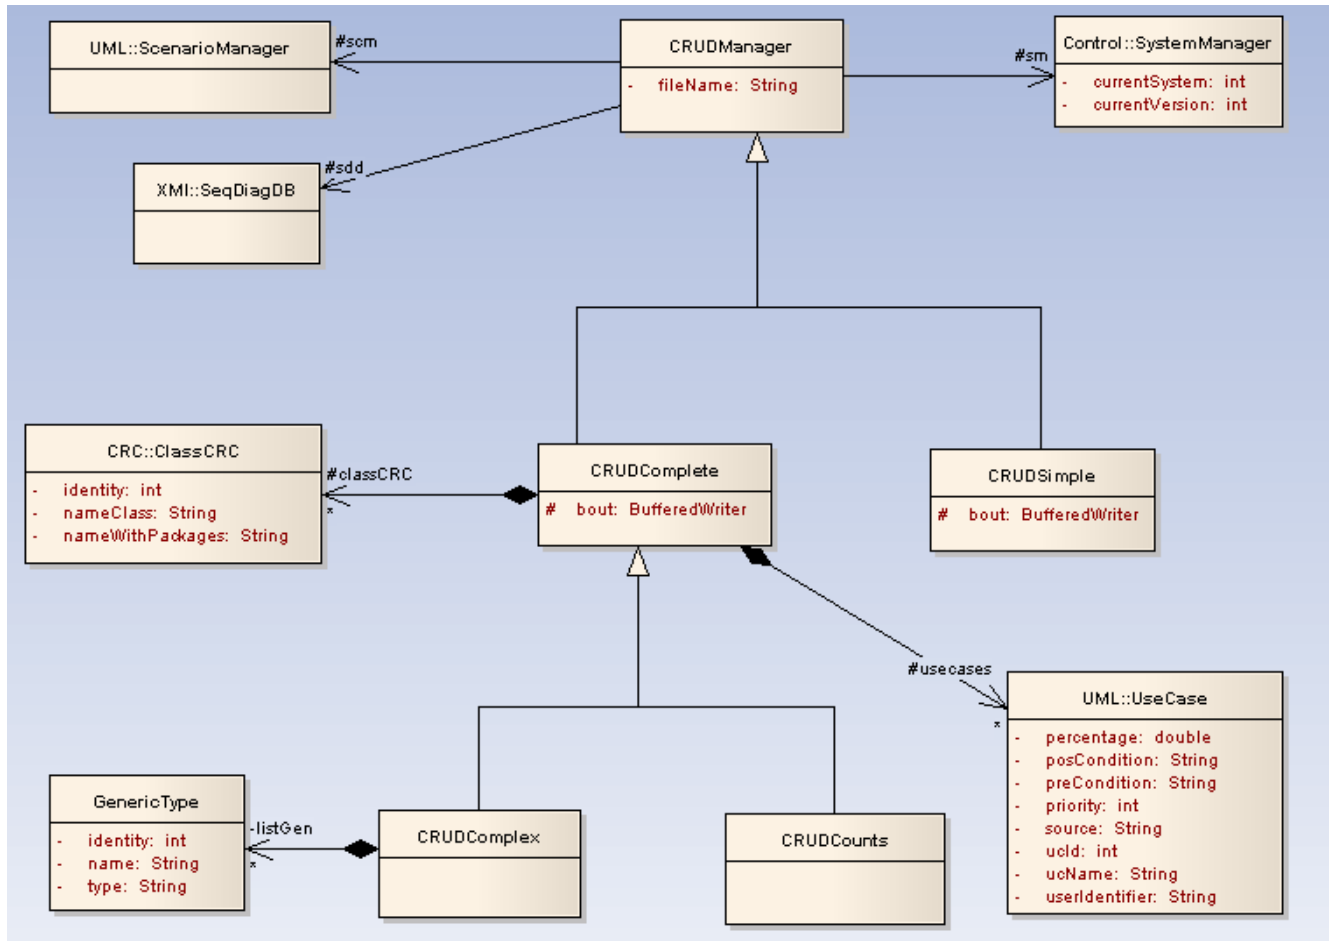 UML::ScenarioManager
#scm
CRUDManager
- fileName: String
#sm
Control::SystemManager
- currentSystem: int
- currentVersion: int
#sdd
XMI::SeqDiagDB
CRC::ClassCRC
- identity: int
- nameClass: String
- nameWithPackages: String
#classCRC
*
CRUDComplete
# bout: BufferedWriter
CRUDSimple
# bout: BufferedWriter
#usecases
*
UML::UseCase
- percentage: double
- posCondition: String
- preCondition: String
- priority: int
- source: String
- ucId: int
- ucName: String
- userIdentifier: String
GenericType
- identity: int
- name: String
- type: String
-listGen
*
CRUDComplex
CRUDCounts